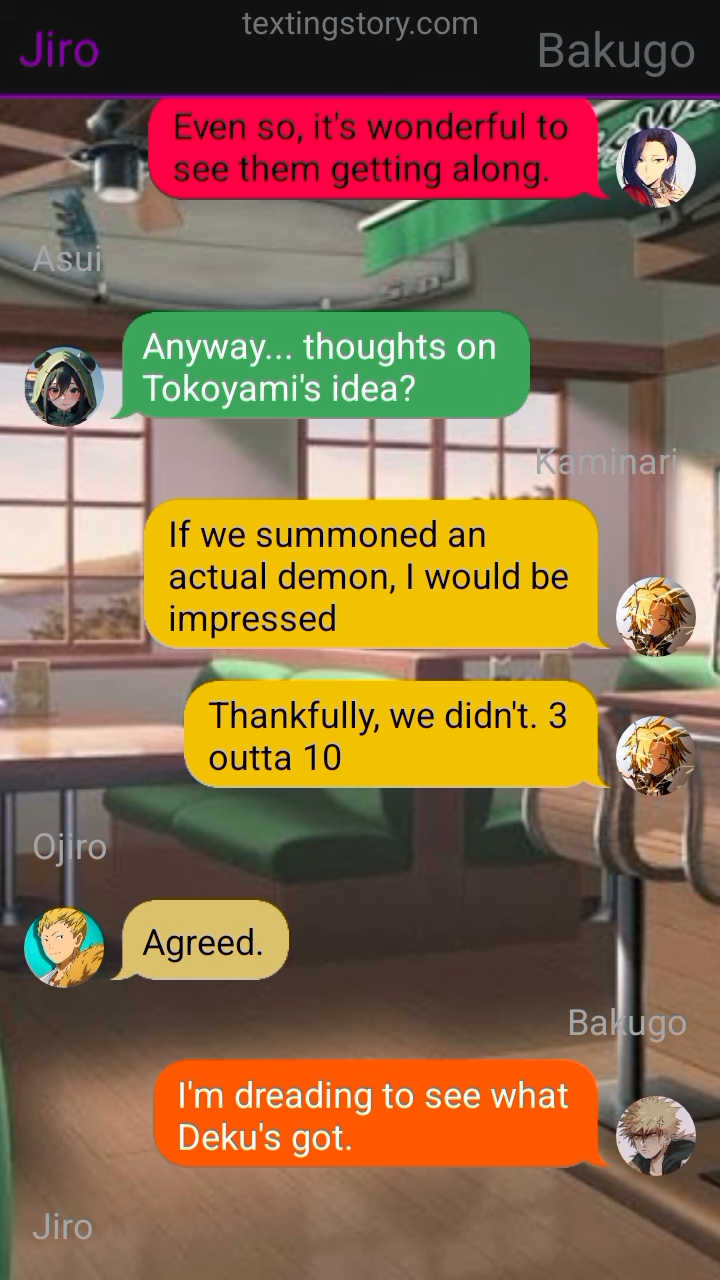 textingstory.com
Jiro
Bakugo
Even so, it's wonderful to
see them getting along.
Asui
Anyway... thoughts on
Tokoyami's idea?
Kaminari
If we summoned an
actual demon, I would be
impressed
Thankfully, we didn't. 3
outta 10
Ojiro
Agreed.
Bakugo
I'm dreading to see what
Deku's got.
Jiro